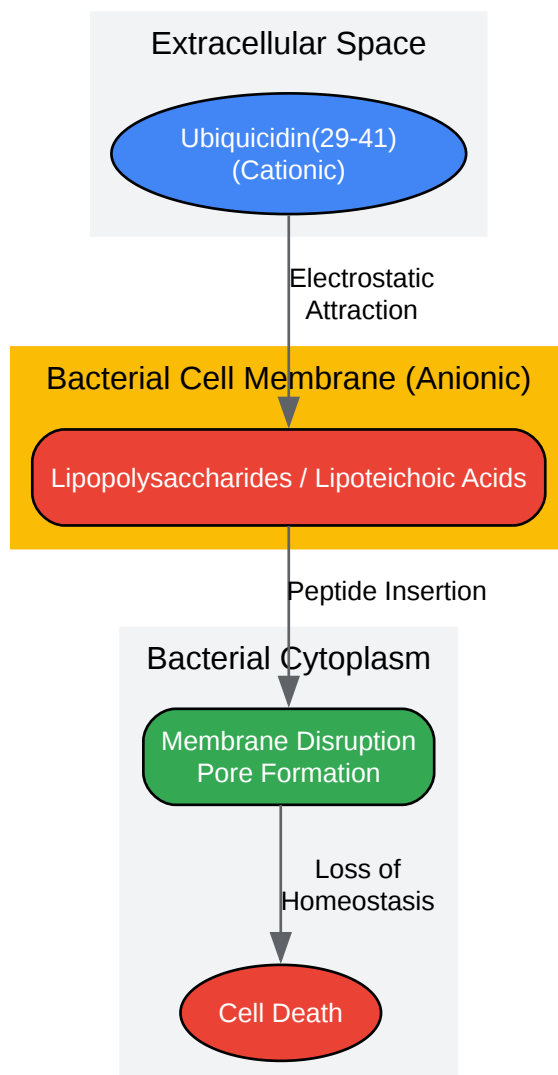 Extracellular Space
Ubiquicidin(29-41)
(Cationic)
Electrostatic
Attraction
Bacterial Cell Membrane (Anionic)
Lipopolysaccharides / Lipoteichoic Acids
Peptide Insertion
Bacterial Cytoplasm
Membrane Disruption
Pore Formation
Loss of
Homeostasis
Cell Death